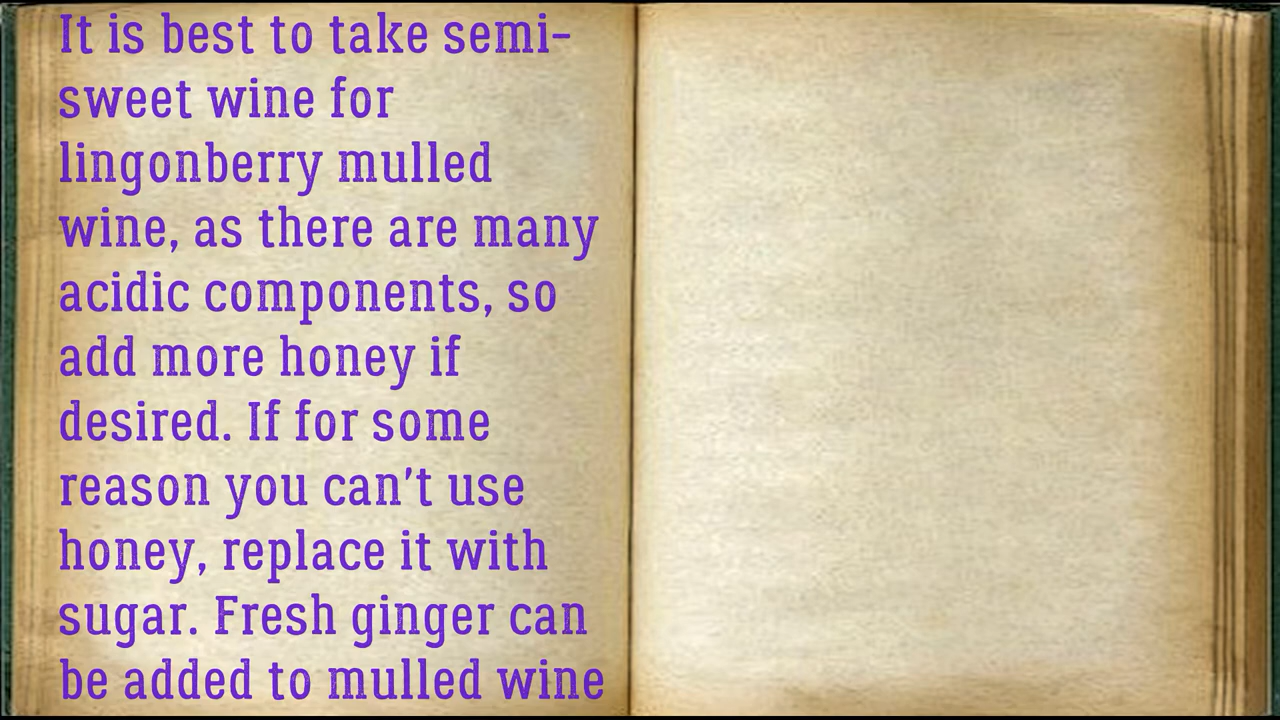 It is best to take semi-
sweet wine for
lingonberry mulled
wine, as there are many
acidic components, so
add more honey if
desired. If for some
reason you can't use
honey, replace it with
sugar. Fresh ginger can
be added to mulled wine